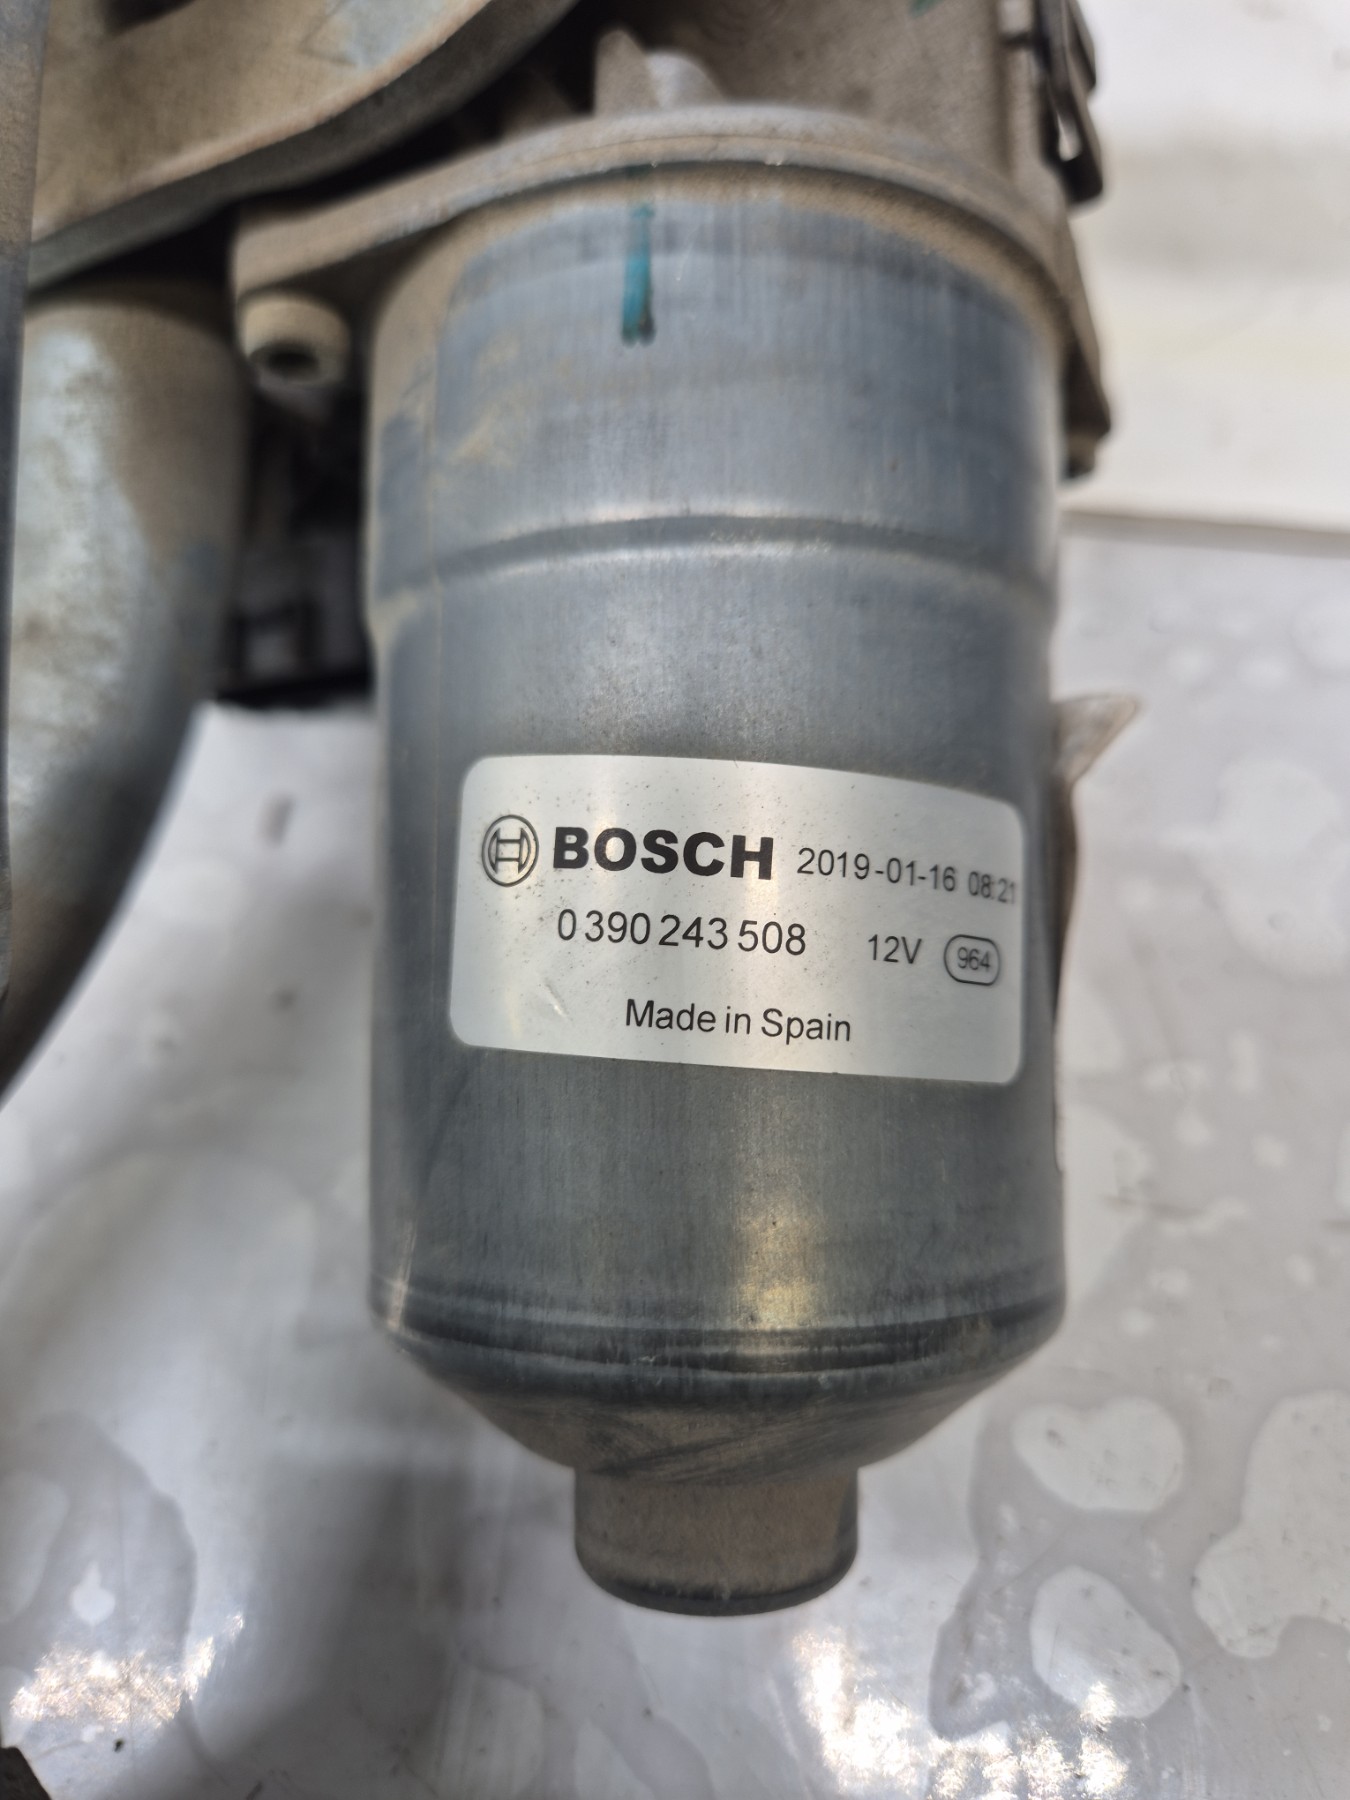 BOSCH 2019-01-16 08:21
0 390 243 508 12V 964
Made in Spain